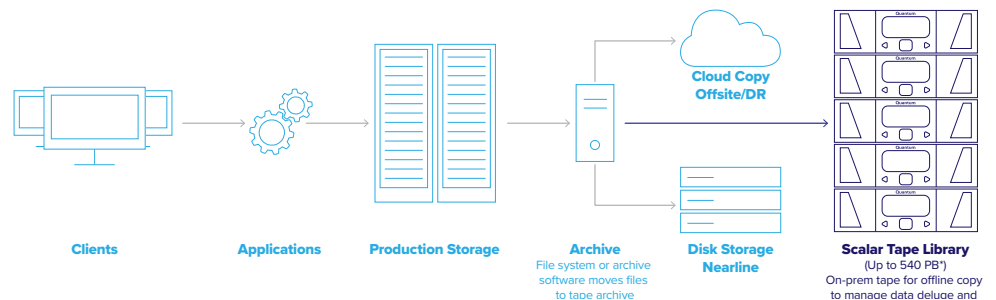 Quantum
Quantum
Quantum
Quantum
Quantum
Cloud Copy
Offsite/DR
Clients
Applications
Production Storage
Archive
File system or archive
software moves files
to tape archive
Disk Storage
Nearline
Scalar Tape Library
(Up to 540 PB*)
On-prem tape for offline copy
to manage data deluge and